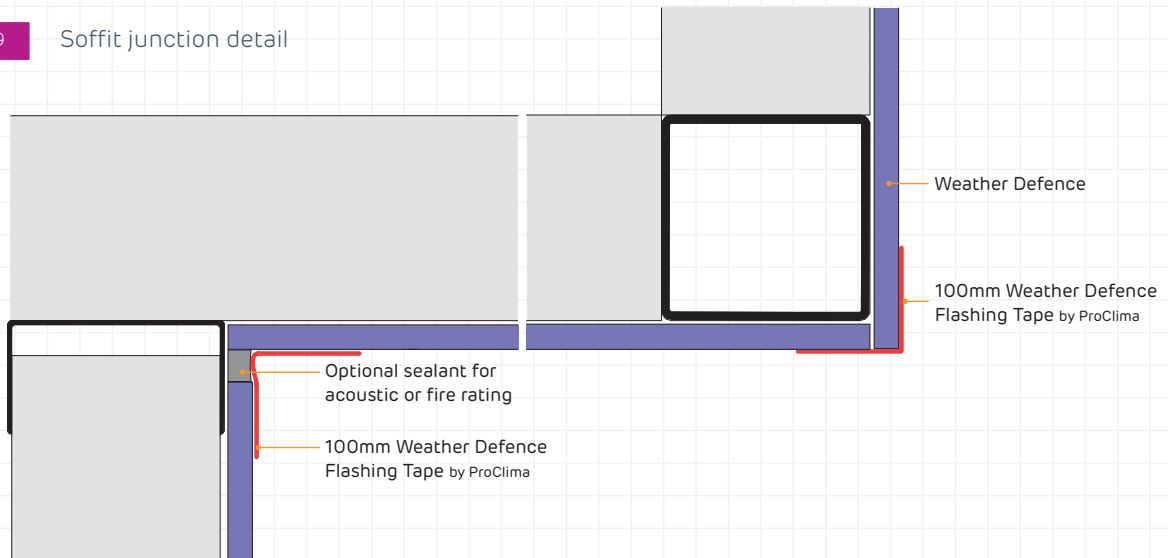 9
Soffit junction detail
Weather Defence
100mm Weather Defence
Flashing Tape by ProClima
Optional sealant for
acoustic or fire rating
100mm Weather Defence
Flashing Tape by ProClima